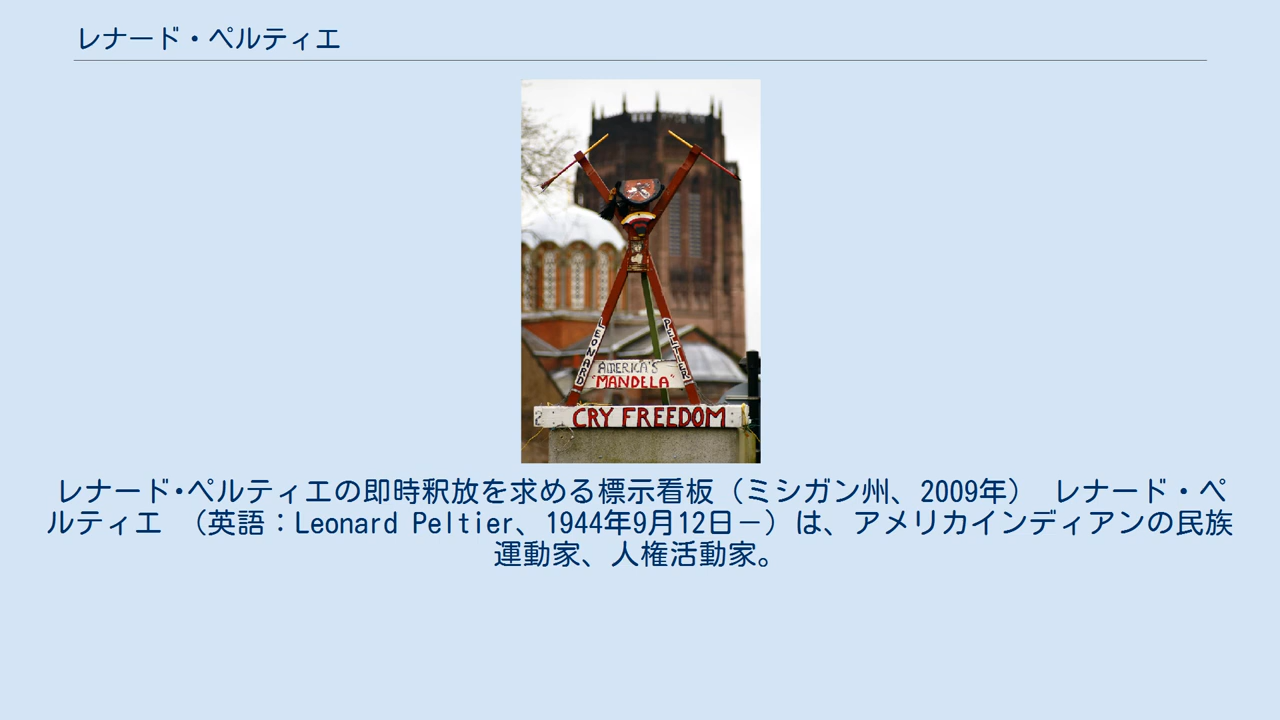 レナード・ペルティエ
LEONARD
PELTIER
AMERICA'S
"MANDELA"
CRY FREEDOM
レナード・ペルティエの即時釈放を求める標示看板（ミシガン州、2009年）　レナード・ペ
ルティエ　（英語：Leonard Peltier、1944年9月12日－）は、アメリカインディアンの民族
運動家、人権活動家。